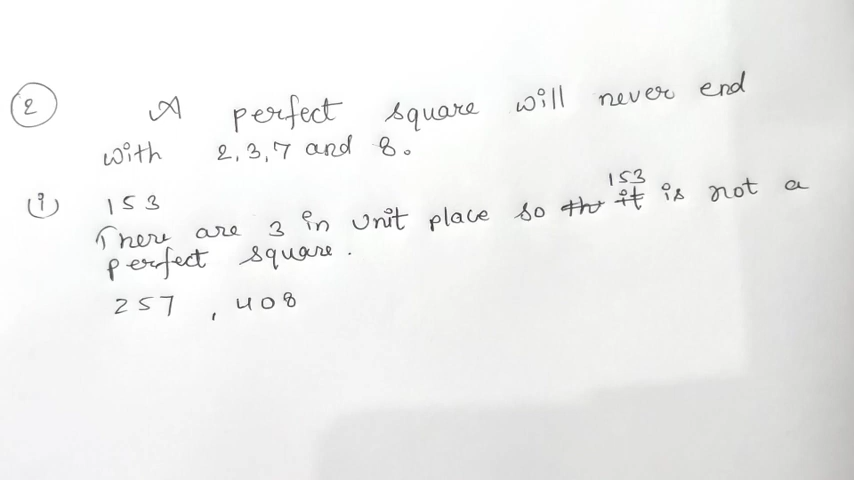 2 A perfect square will never end
with 2, 3, 7 and 8.
(i) 153
There are 3 in unit place so th it 153 is not a
perfect square.
257, 408